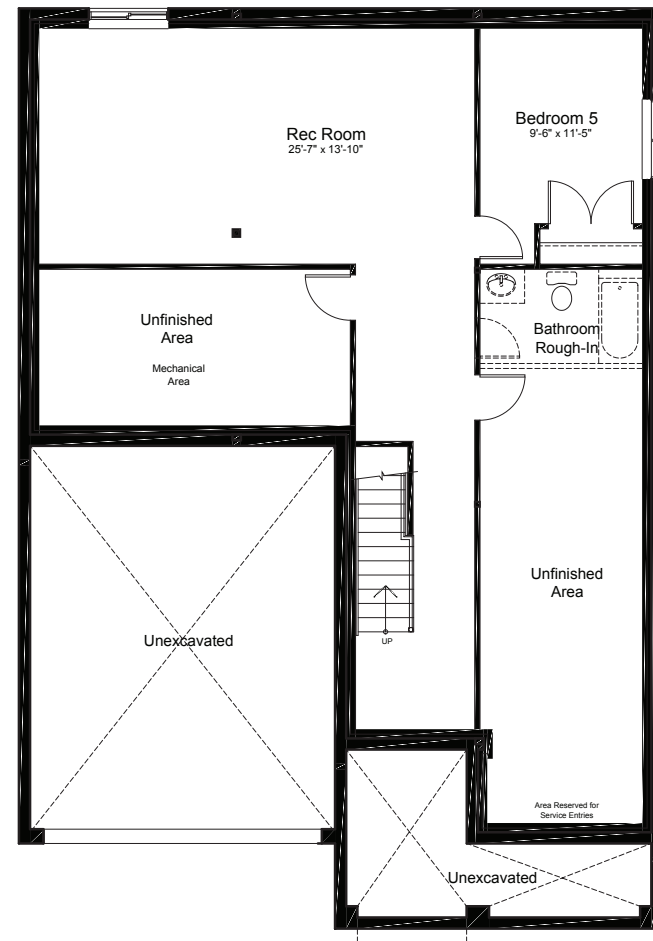 Rec Room
25'-7" x 13'-10"
Bedroom 5
9'-6" x 11'-5"
Unfinished
Area
Mechanical
Area
Bathroom
Rough-In
Unfinished
Area
Unexcavated
UP
Area Reserved for
Service Entries
Unexcavated